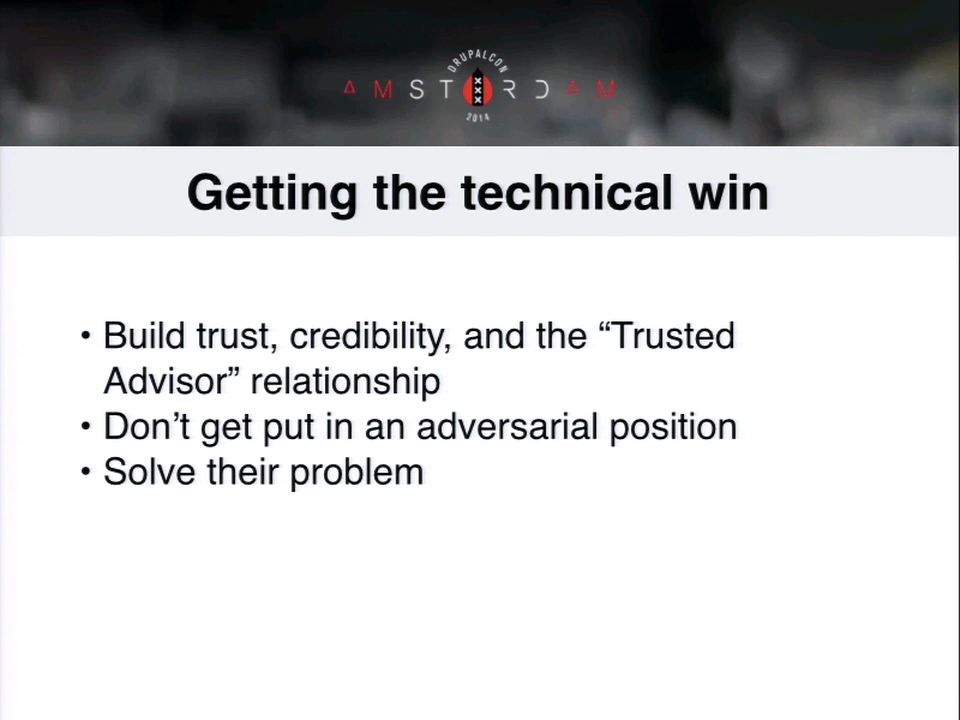 DRUPALCON
AMSTERDAM
2014
Getting the technical win
• Build trust, credibility, and the “Trusted
Advisor” relationship
• Don’t get put in an adversarial position
• Solve their problem